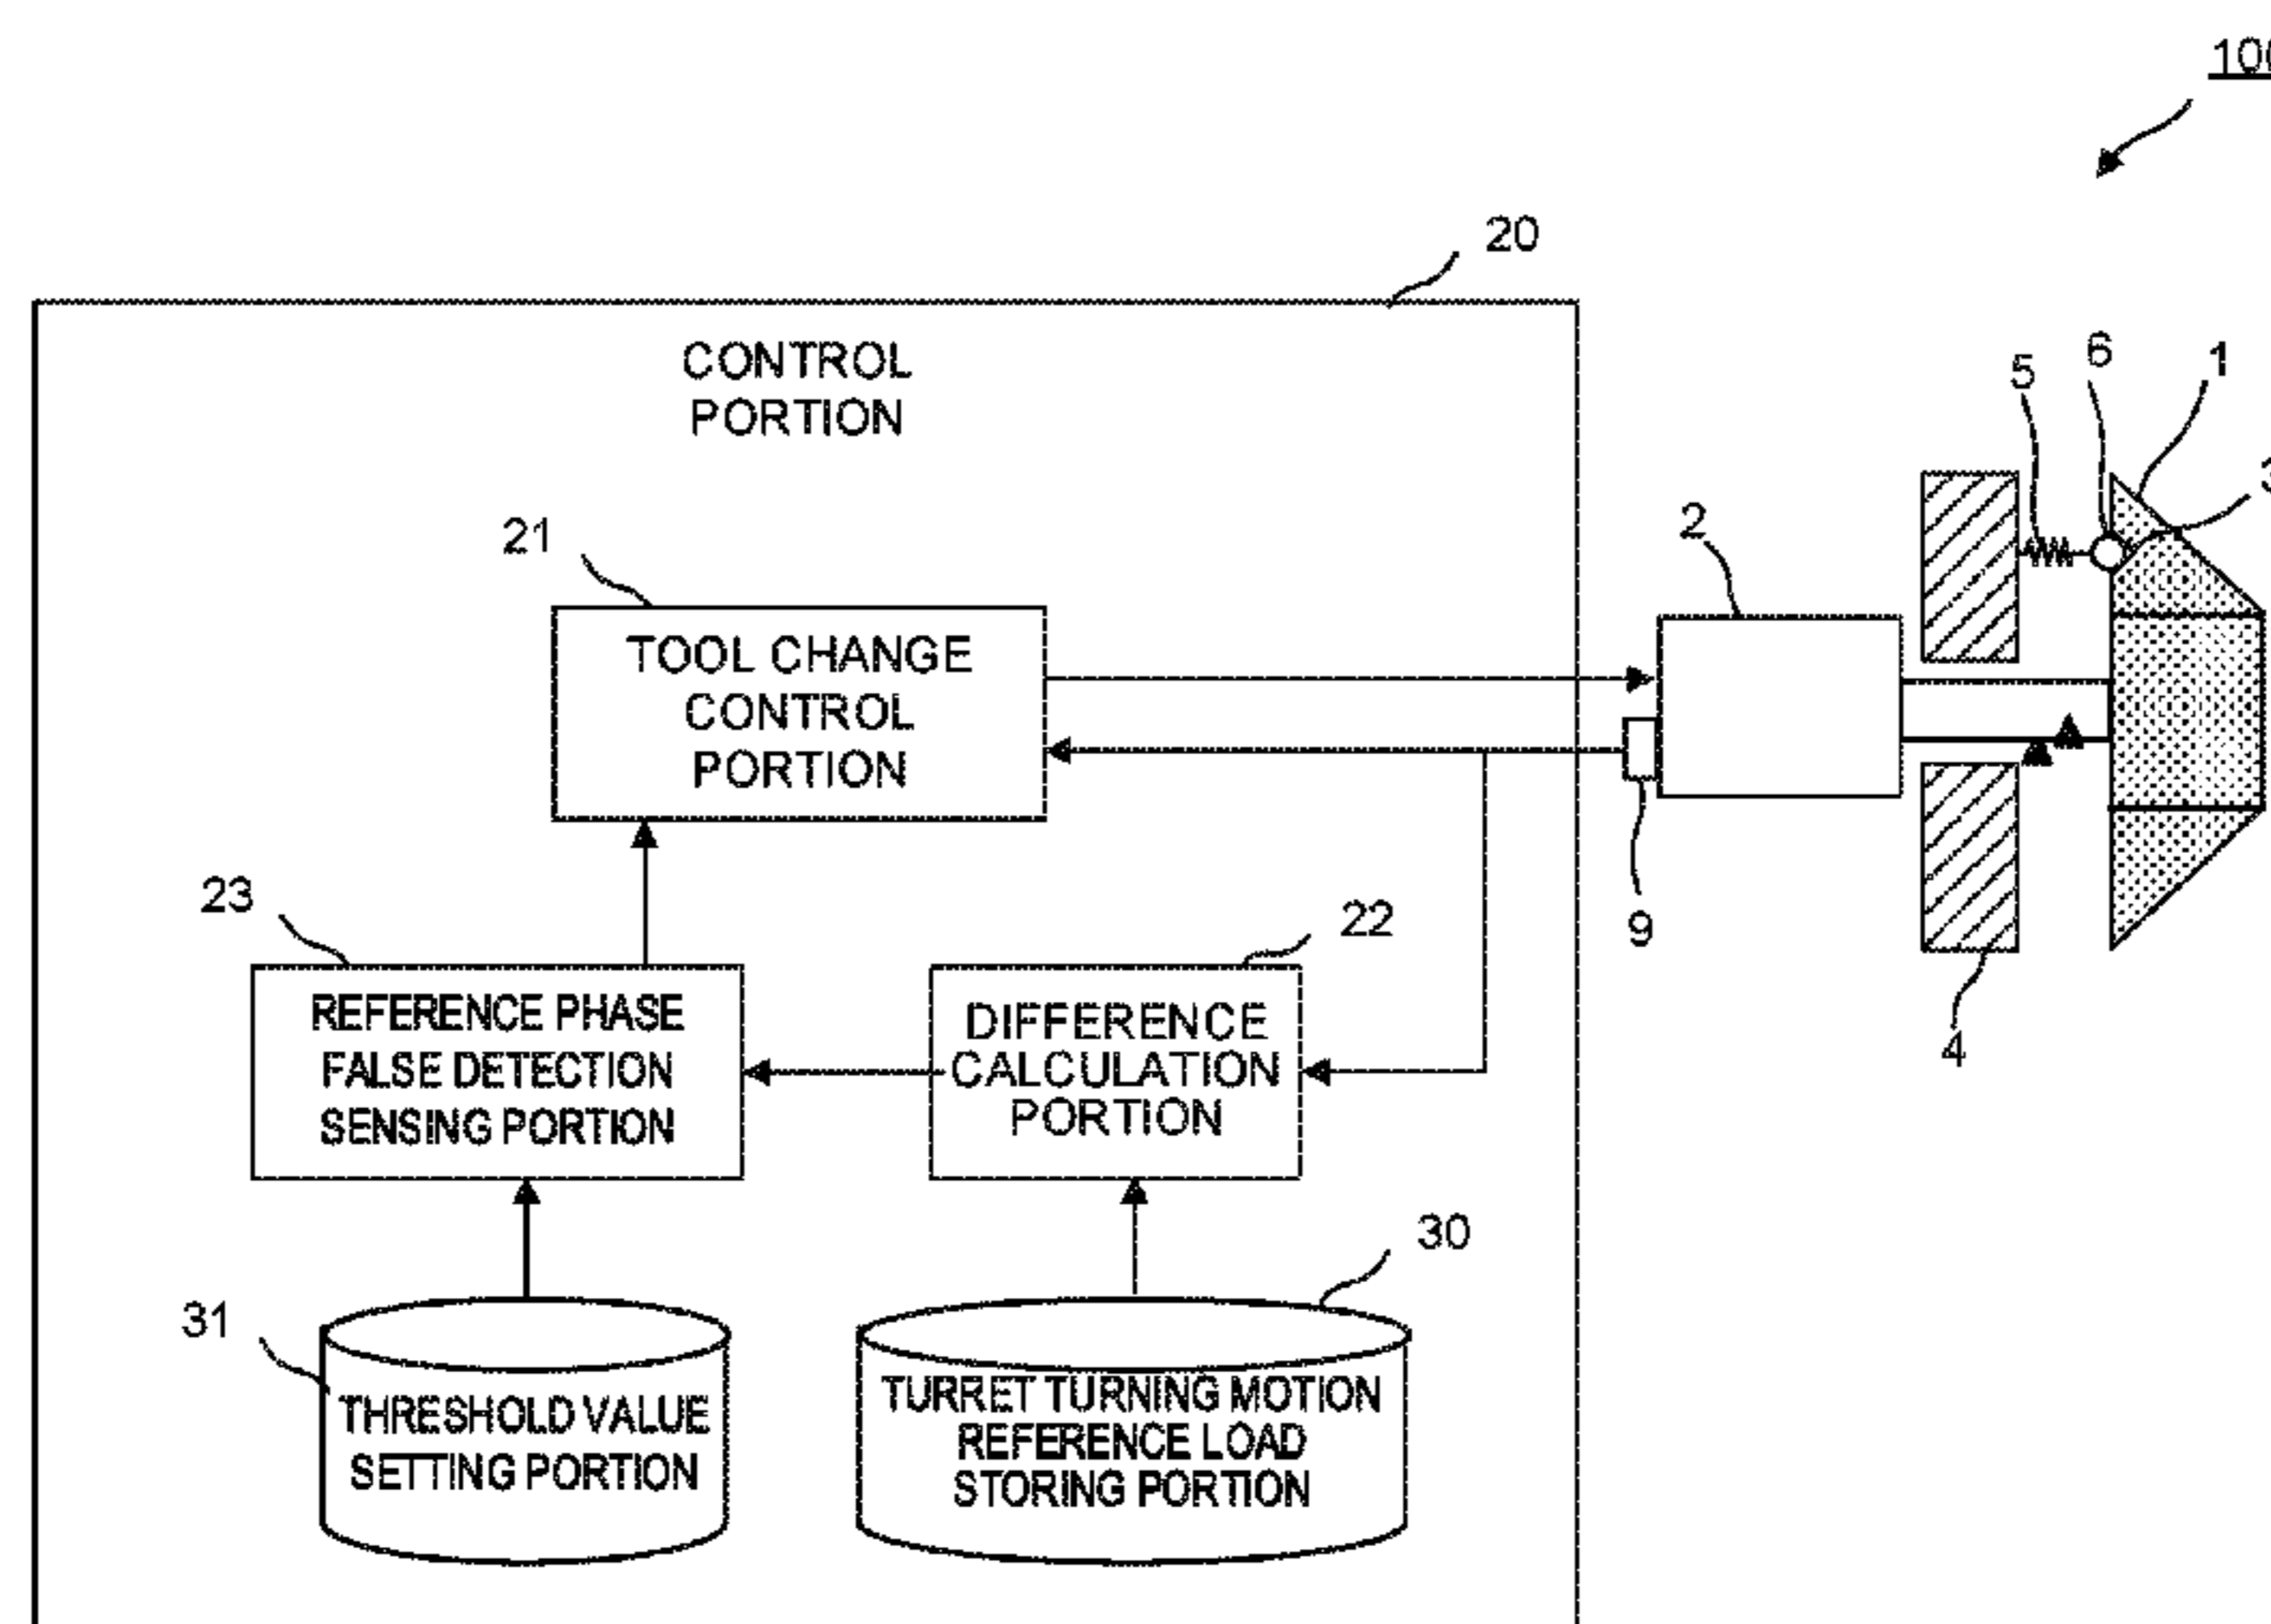 100
20
CONTROL
PORTION
5
6
1
3
21
2
TOOL CHANGE
CONTROL
PORTION
23
22
9
REFERENCE PHASE
FALSE DETECTION
SENSING PORTION
DIFFERENCE
CALCULATION
PORTION
4
30
31
THRESHOLD VALUE
SETTING PORTION
TURRET TURNING MOTION
REFERENCE LOAD
STORING PORTION